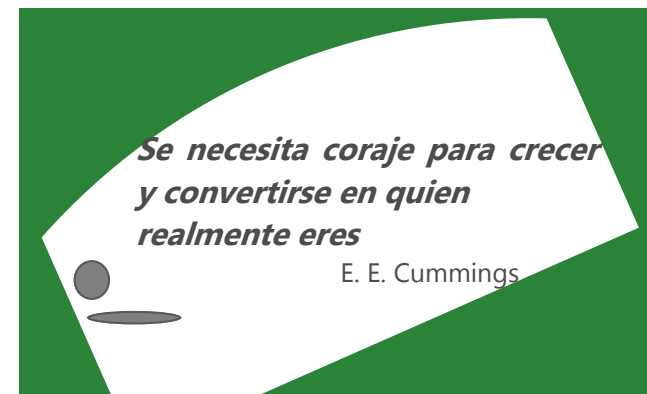 Se necesita coraje para crecer
y convertirse en quien
realmente eres
E. E. Cummings